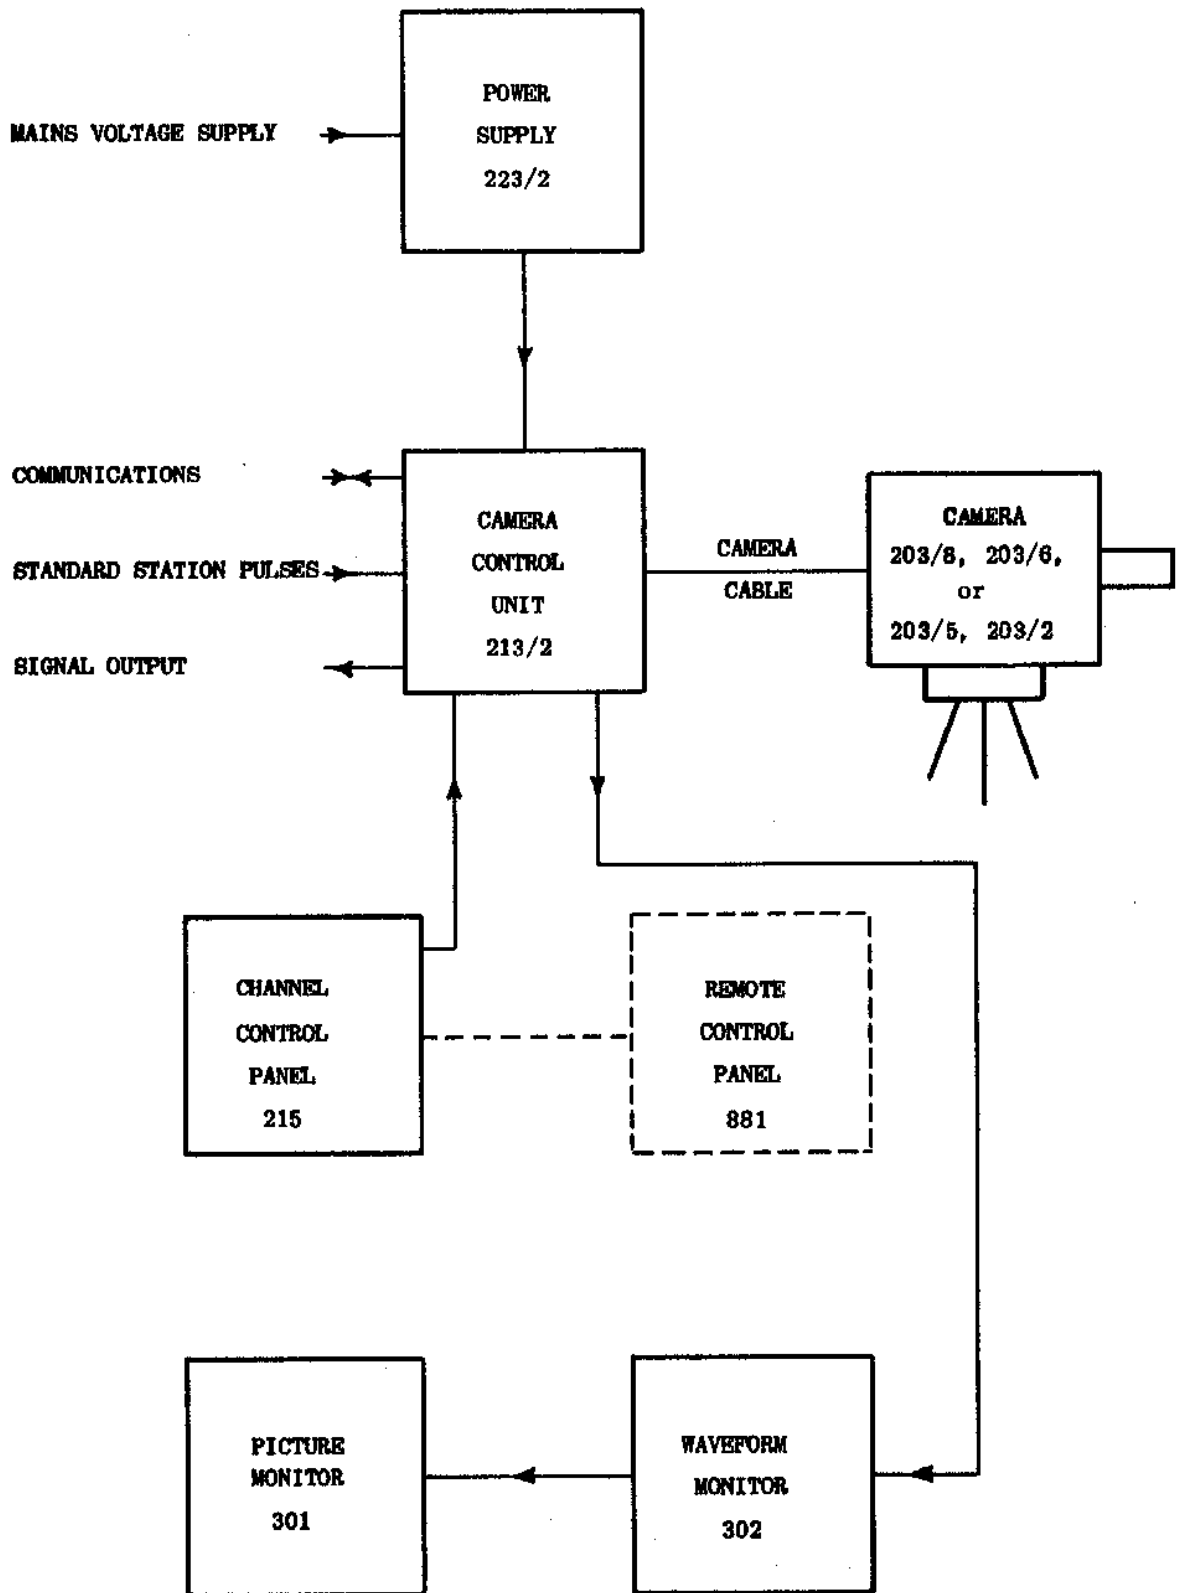 POWER
SUPPLY
223/2
MAINS VOLTAGE SUPPLY
COMMUNICATIONS
STANDARD STATION PULSES
SIGNAL OUTPUT
CAMERA
CONTROL
UNIT
213/2
CAMERA
CABLE
CAMERA
203/8, 203/6,
or
203/5, 203/2
CHANNEL
CONTROL
PANEL
215
REMOTE
CONTROL
PANEL
881
PICTURE
MONITOR
301
WAVEFORM
MONITOR
302